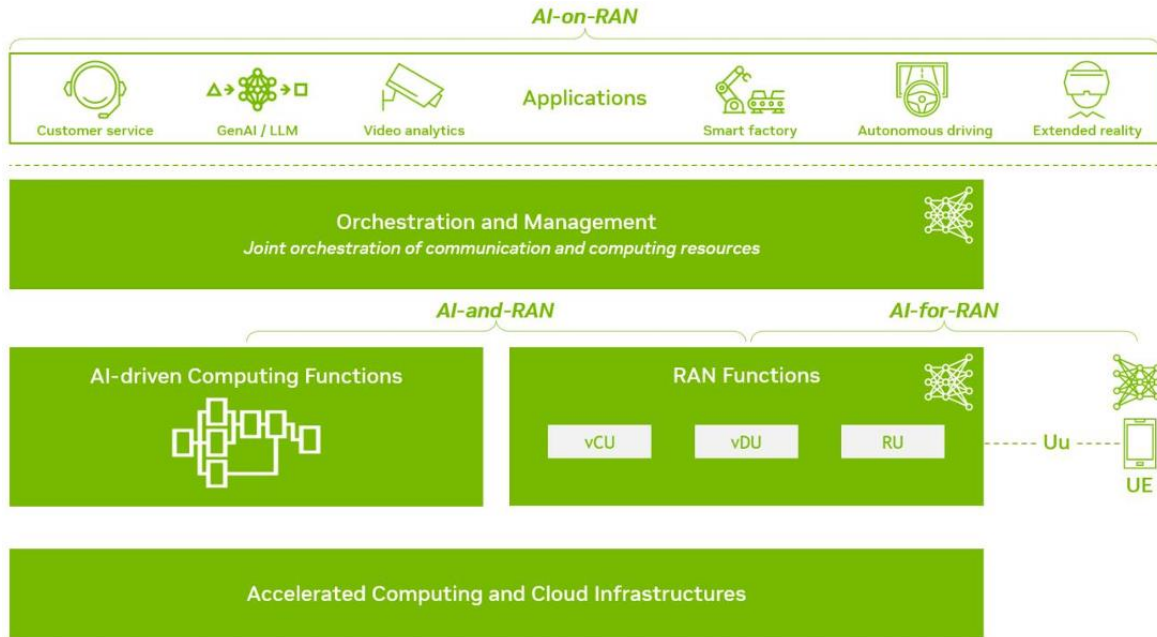 AI-on-RAN
Applications
Customer service
GenAI / LLM
Video analytics
Smart factory
Autonomous driving
Extended reality
Orchestration and Management
Joint orchestration of communication and computing resources
AI-and-RAN
AI-for-RAN
AI-driven Computing Functions
RAN Functions
vCU
vDU
RU
Uu
UE
Accelerated Computing and Cloud Infrastructures